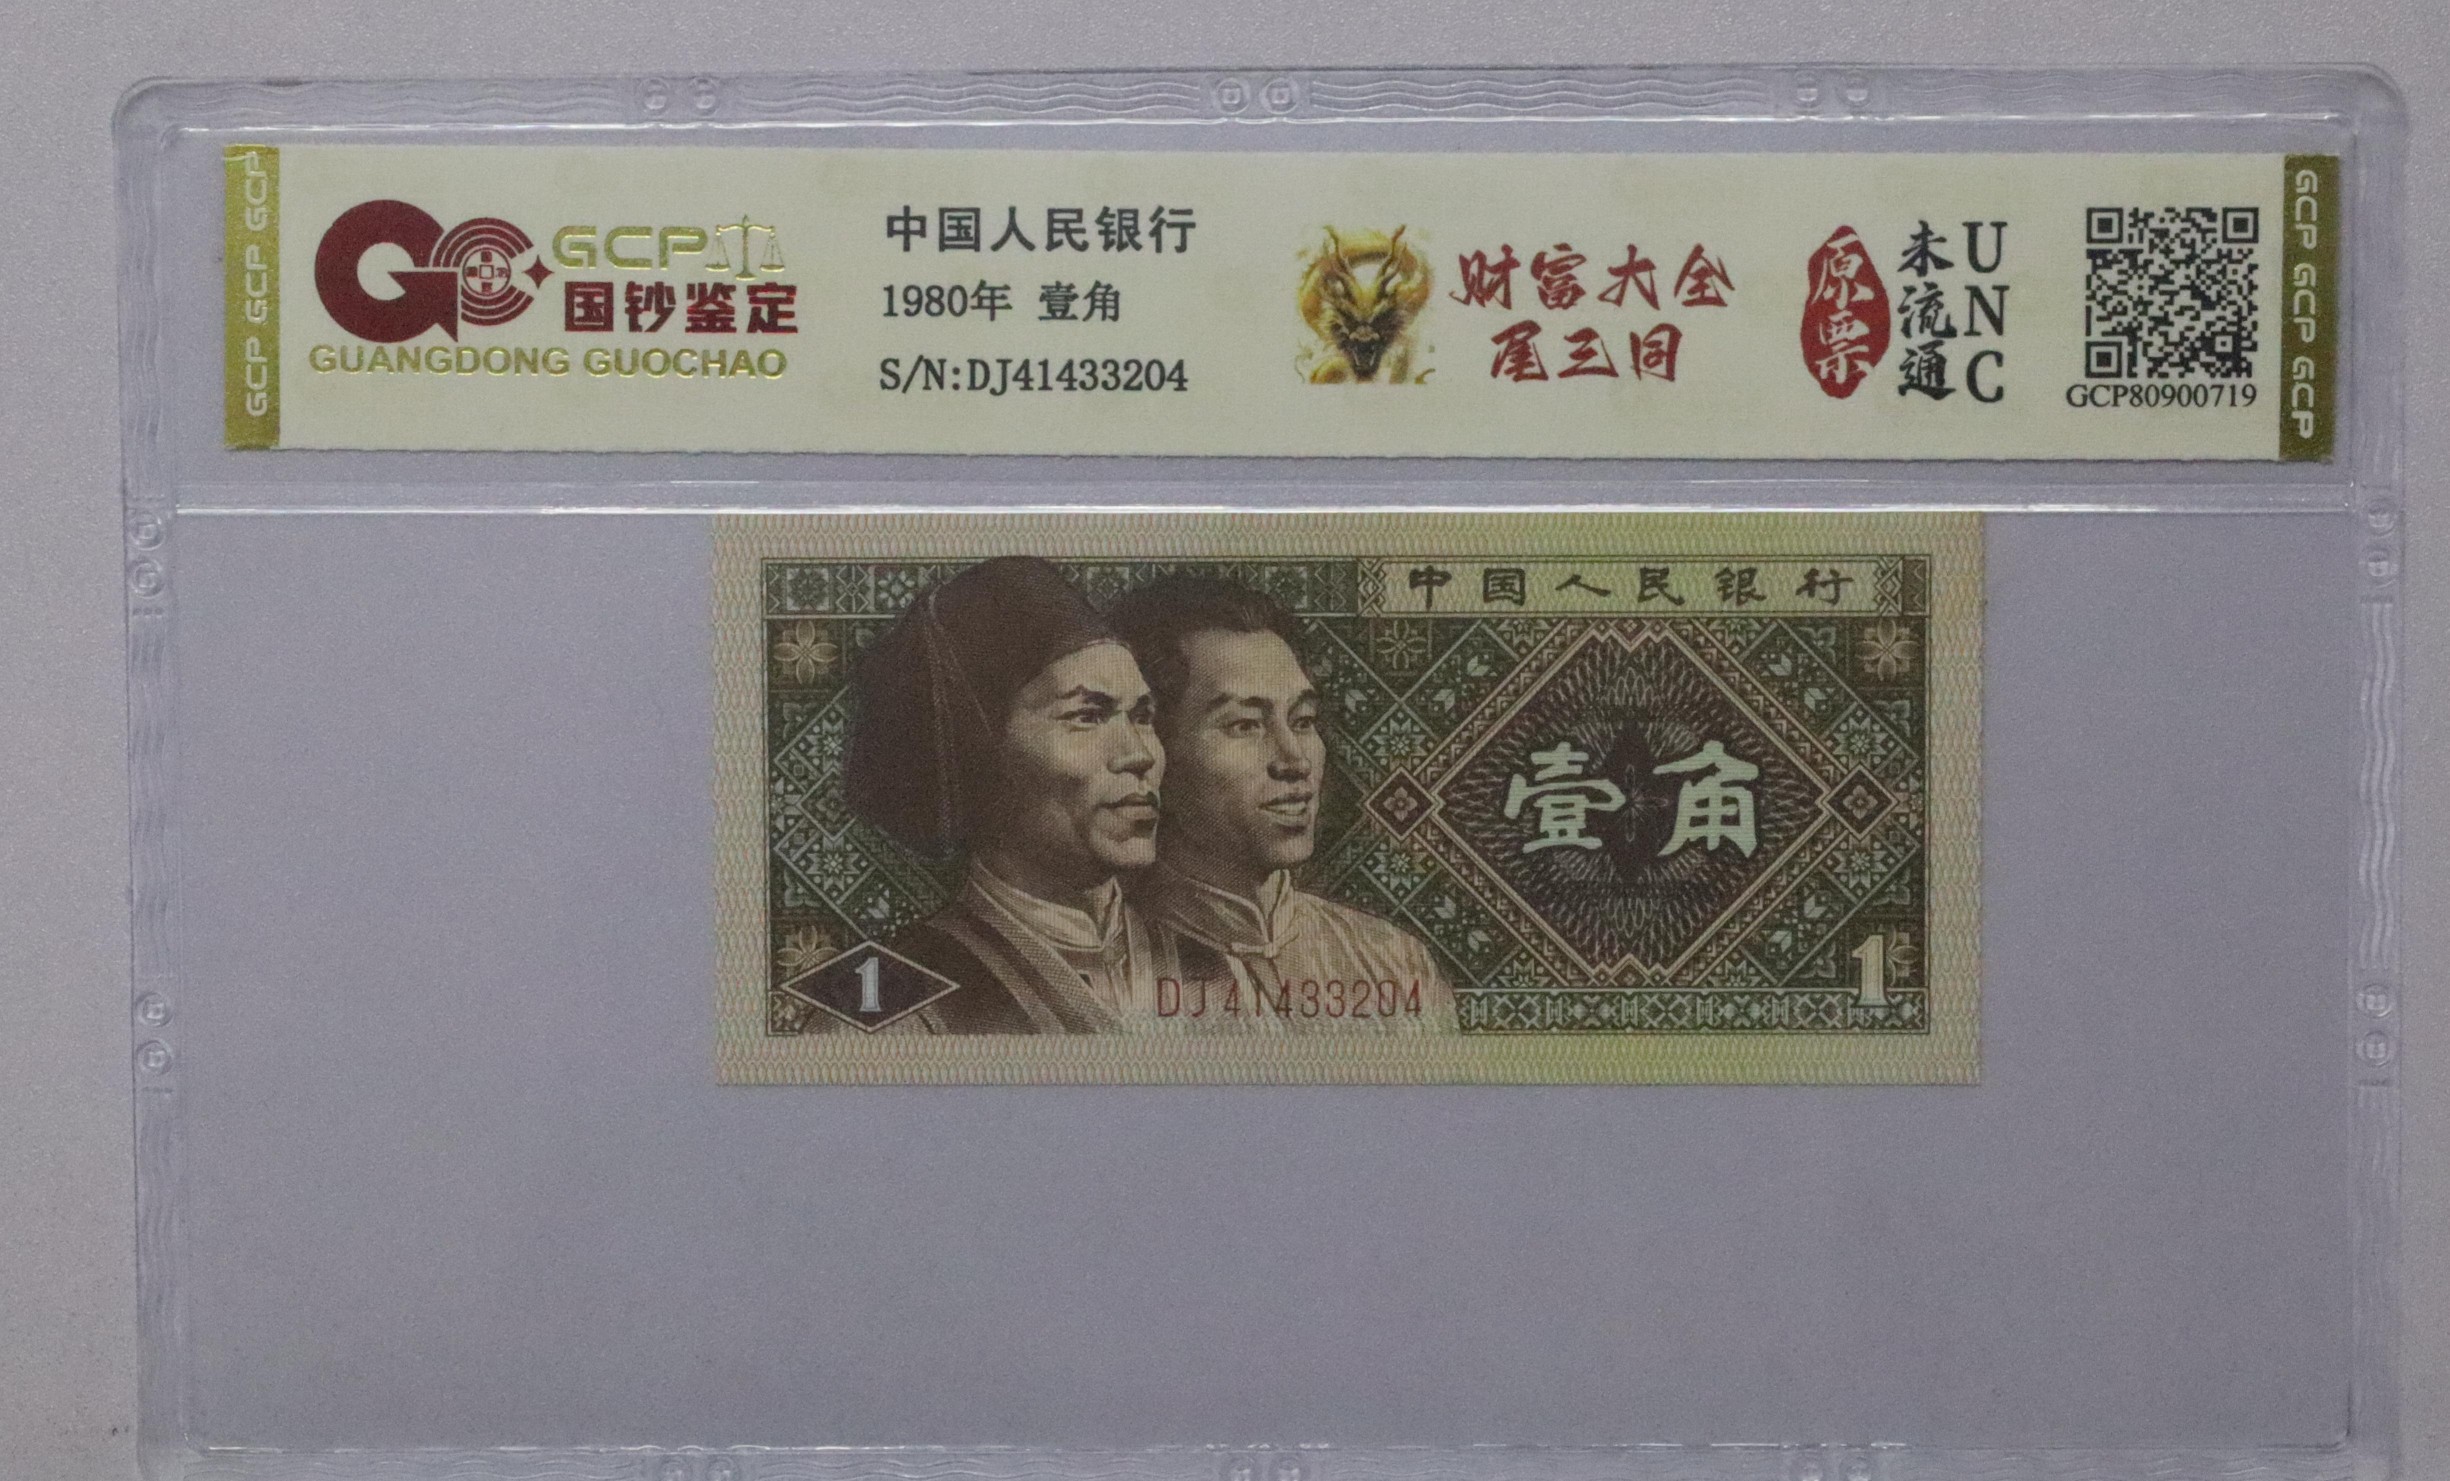 GCP GCP GCP
GCP
国钞鉴定
GUANGDONG GUOCHAO
中国人民银行
1980年 壹角
S/N:DJ41433204
财富大全
尾三同
原票
未流通
UNC
GCP80900719
GCP GCP GCP
中国人民银行
壹角
1
DJ41433204
1